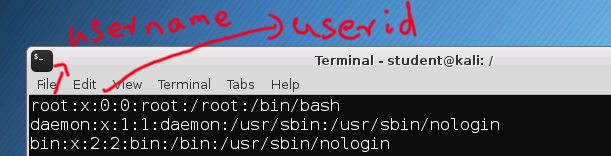 username userid
Terminal - student@kali: /
File Edit View Terminal Tabs Help
root:x:0:0:root:/root:/bin/bash
daemon:x:1:1:daemon:/usr/sbin:/usr/sbin/nologin
bin:x:2:2:bin:/bin:/usr/sbin/nologin